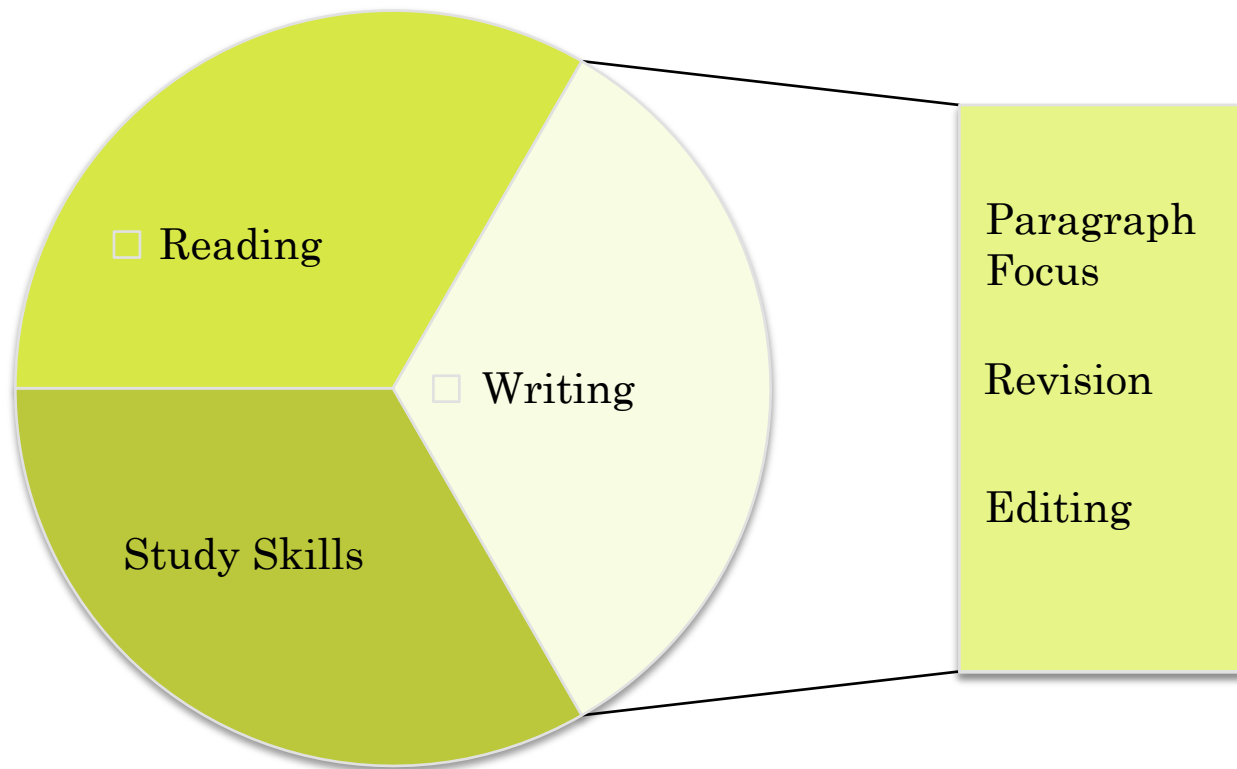 Reading
Writing
Study Skills
Paragraph
Focus
Revision
Editing